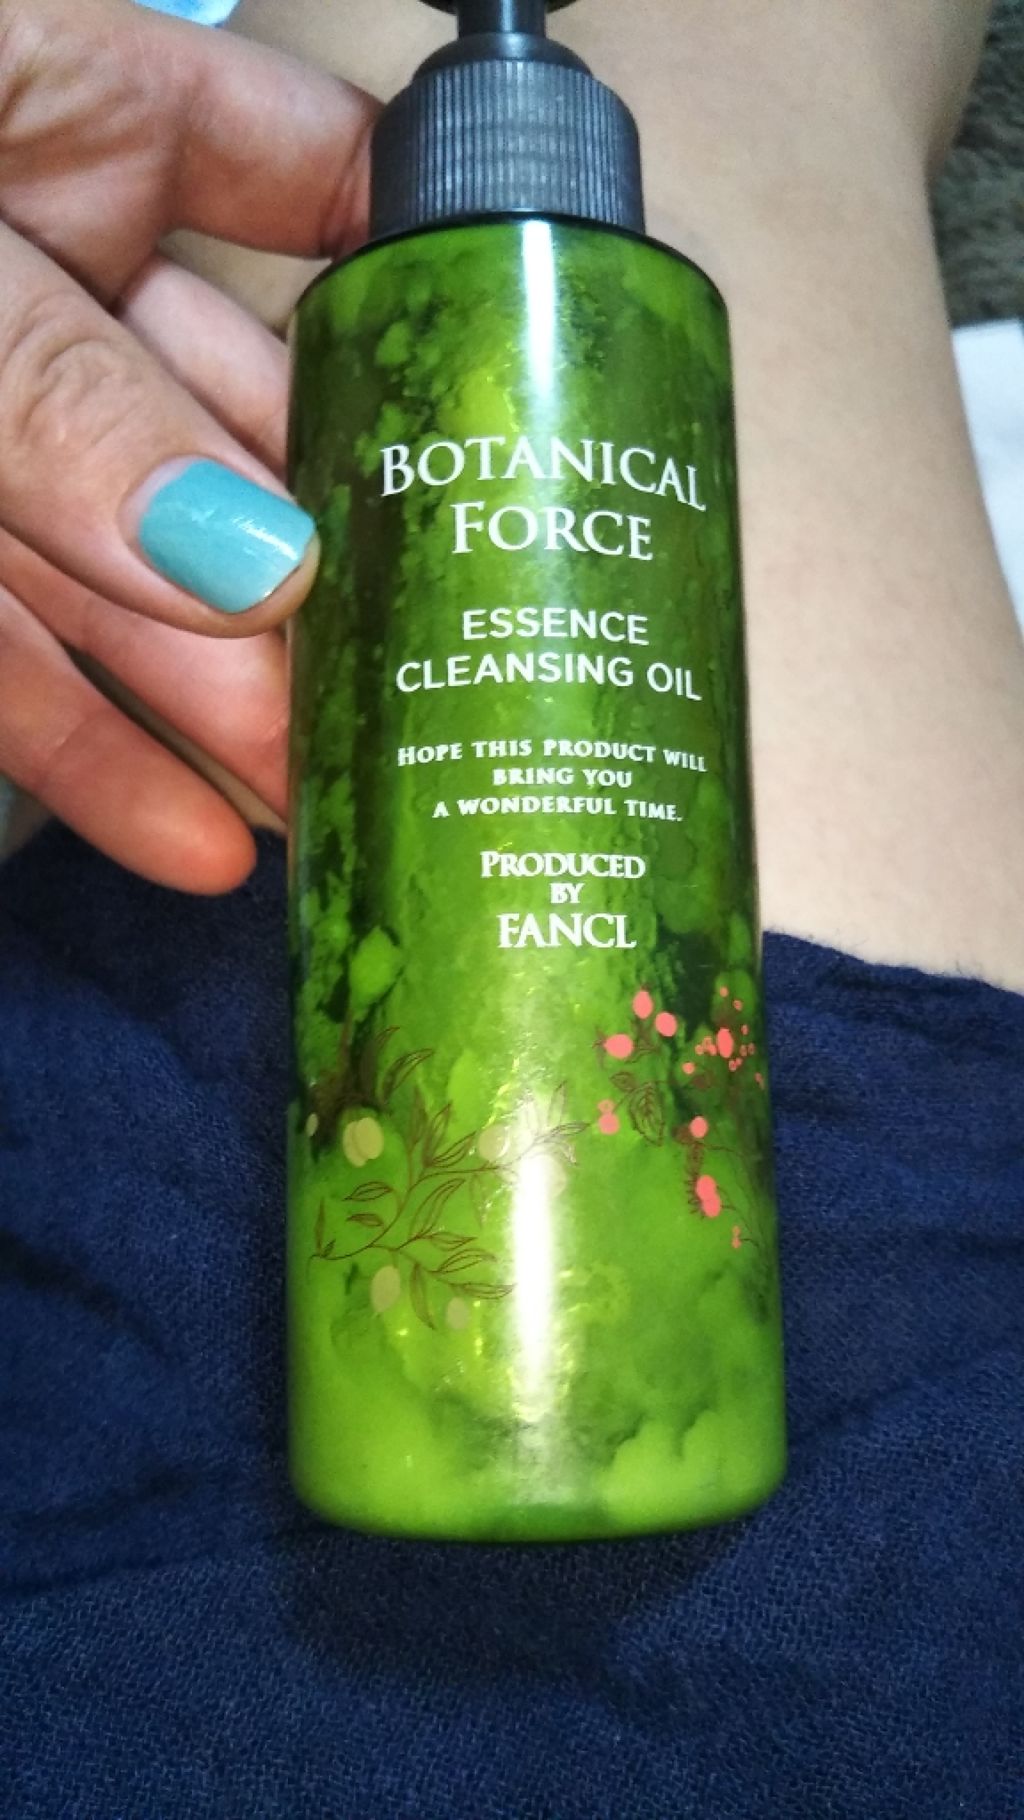 BOTANICAL
FORCE
ESSENCE
CLEANSING OIL
HOPE THIS PRODUCT WILL
BRING YOU
A WONDERFUL TIME.
PRODUCED
BY
FANCL